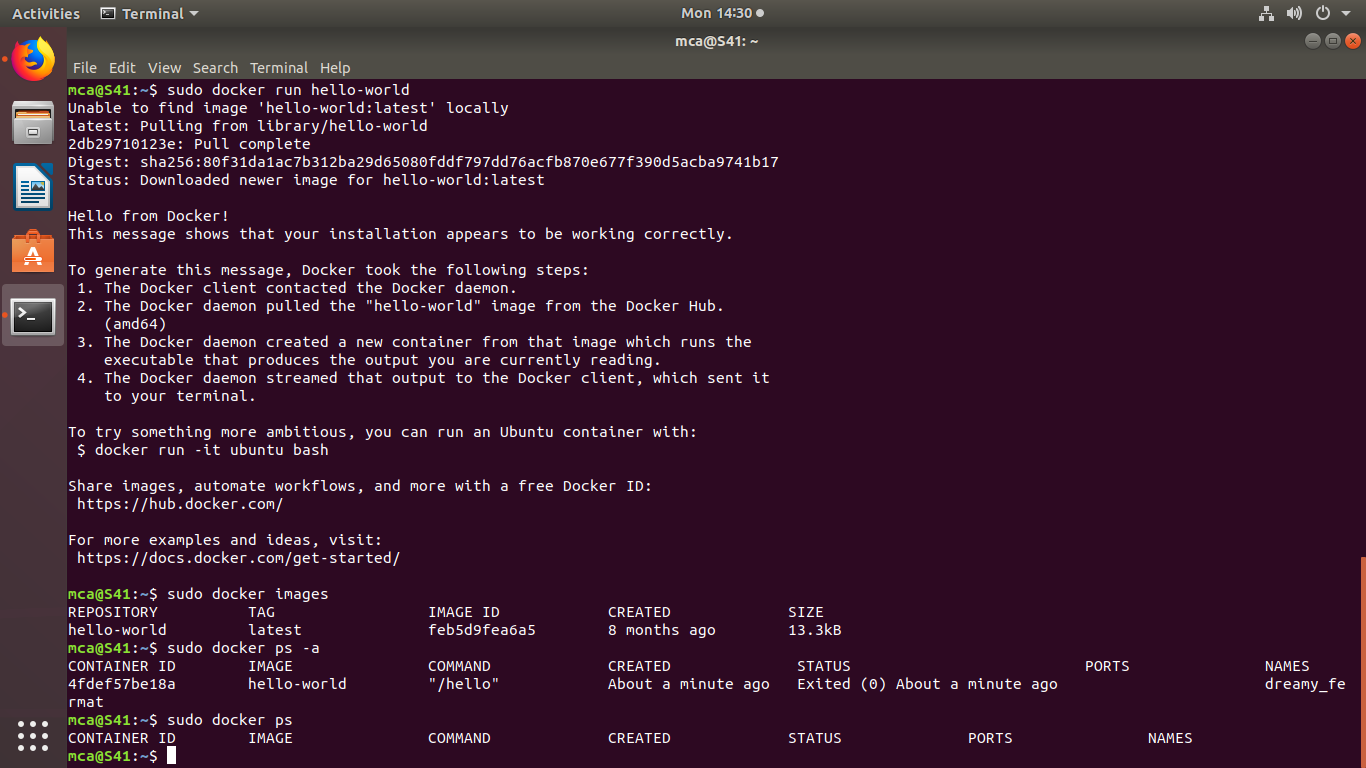 Activities Terminal Mon 14:30
mca@S41: ~
File Edit View Search Terminal Help
mca@S41:~$ sudo docker run hello-world
Unable to find image 'hello-world:latest' locally
latest: Pulling from library/hello-world
2db29710123e: Pull complete
Digest: sha256:80f31da1ac7b312ba29d65080fddf797dd76acfb870e677f390d5acba9741b17
Status: Downloaded newer image for hello-world:latest
Hello from Docker!
This message shows that your installation appears to be working correctly.
To generate this message, Docker took the following steps:
1. The Docker client contacted the Docker daemon.
2. The Docker daemon pulled the "hello-world" image from the Docker Hub.
(amd64)
3. The Docker daemon created a new container from that image which runs the
executable that produces the output you are currently reading.
4. The Docker daemon streamed that output to the Docker client, which sent it
to your terminal.
To try something more ambitious, you can run an Ubuntu container with:
$ docker run -it ubuntu bash
Share images, automate workflows, and more with a free Docker ID:
https://hub.docker.com/
For more examples and ideas, visit:
https://docs.docker.com/get-started/
mca@S41:~$ sudo docker images
REPOSITORY TAG IMAGE ID CREATED SIZE
hello-world latest feb5d9fea6a5 8 months ago 13.3kB
mca@S41:~$ sudo docker ps -a
CONTAINER ID IMAGE COMMAND CREATED STATUS PORTS NAMES
4fdef57be18a hello-world "/hello" About a minute ago Exited (0) About a minute ago dreamy_fe
rmat
mca@S41:~$ sudo docker ps
CONTAINER ID IMAGE COMMAND CREATED STATUS PORTS NAMES
mca@S41:~$